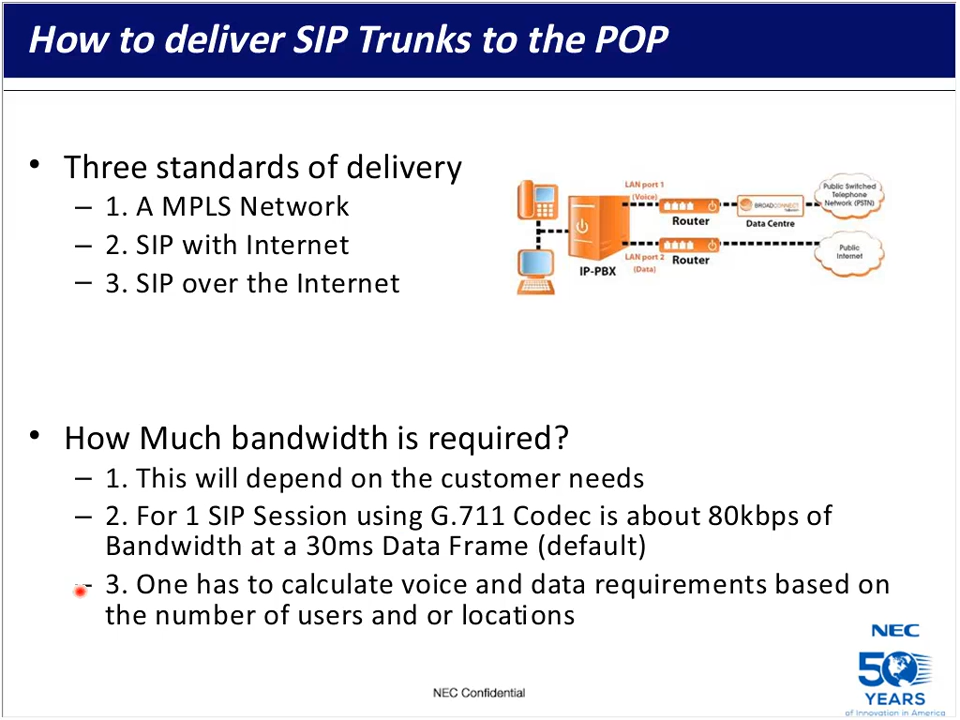 How to deliver SIP Trunks to the POP
• Three standards of delivery
– 1. A MPLS Network
– 2. SIP with Internet
– 3. SIP over the Internet
LAN port 1
(Voice)
Router
BROADCONNECT
Data Centre
Public Switched
Telephone
Network (PSTN)
IP-PBX
LAN port 2
(Data)
Router
Public
Internet
• How Much bandwidth is required?
– 1. This will depend on the customer needs
– 2. For 1 SIP Session using G.711 Codec is about 80kbps of
Bandwidth at a 30ms Data Frame (default)
– 3. One has to calculate voice and data requirements based on
the number of users and or locations
NEC Confidential
NEC
50
YEARS
of Innovation in America